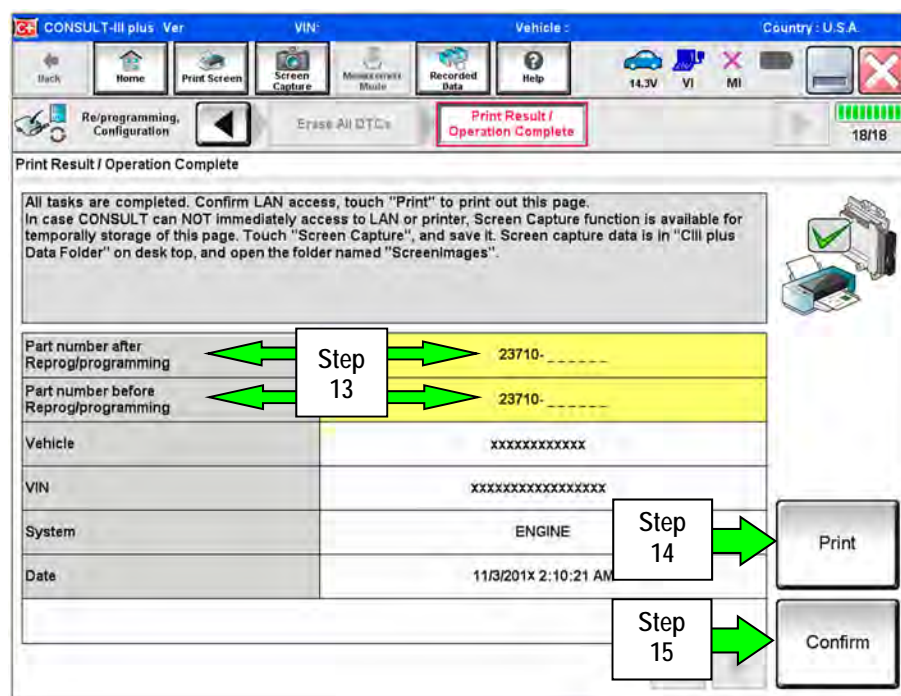 C+ CONSULT-III plus Ver VIN: Vehicle : Country : U.S.A.
Back Home Print Screen Screen Capture Measurement Mode Recorded Data Help 14.3V VI MI
Re/programming, Configuration Erase All DTCs Print Result / Operation Complete 18/18
Print Result / Operation Complete
All tasks are completed. Confirm LAN access, touch "Print" to print out this page.
In case CONSULT can NOT immediately access to LAN or printer, Screen Capture function is available for
temporally storage of this page. Touch "Screen Capture", and save it. Screen capture data is in "CIII plus
Data Folder" on desk top, and open the folder named "ScreenImages".
Part number after
Reprog/programming
Step
13
23710-_ _ _ _ _ _
Part number before
Reprog/programming
23710-_ _ _ _ _ _
Vehicle xxxxxxxxxxxx
VIN xxxxxxxxxxxxxxxxx
System ENGINE
Step
14
Print
Date 11/3/201X 2:10:21 AM
Step
15
Confirm